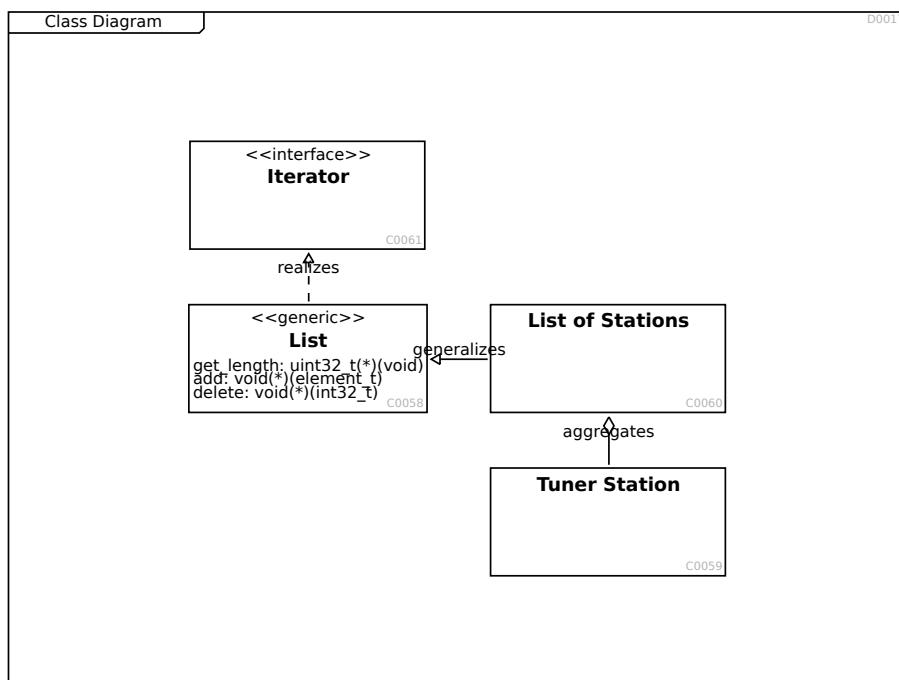 Class Diagram
D001
<<interface>>
Iterator
C0061
realizes
<<generic>>
List
get_length: uint32_t(*)(void)
add: void(*)(element_t)
delete: void(*)(int32_t)
C0058
generalizes
List of Stations
C0060
aggregates
Tuner Station
C0059